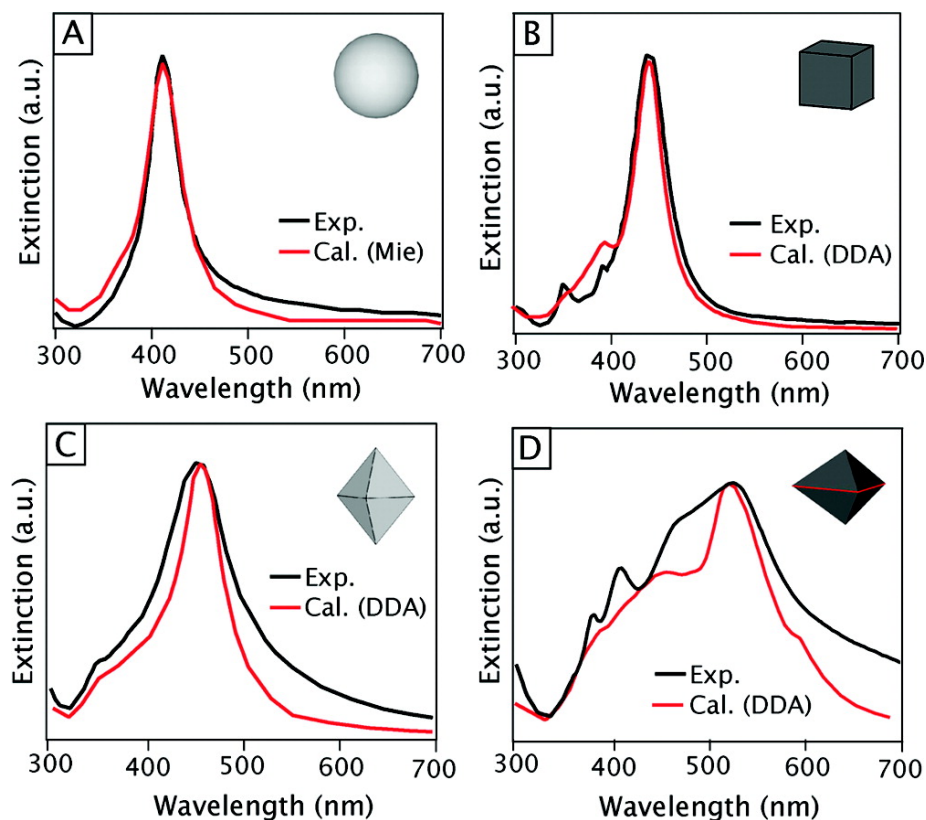 A
Extinction (a.u.)
Exp.
Cal. (Mie)
300 400 500 600 700
Wavelength (nm)
B
Extinction (a.u.)
Exp.
Cal. (DDA)
300 400 500 600 700
Wavelength (nm)
C
Extinction (a.u.)
Exp.
Cal. (DDA)
300 400 500 600 700
Wavelength (nm)
D
Extinction (a.u.)
Exp.
Cal. (DDA)
300 400 500 600 700
Wavelength (nm)